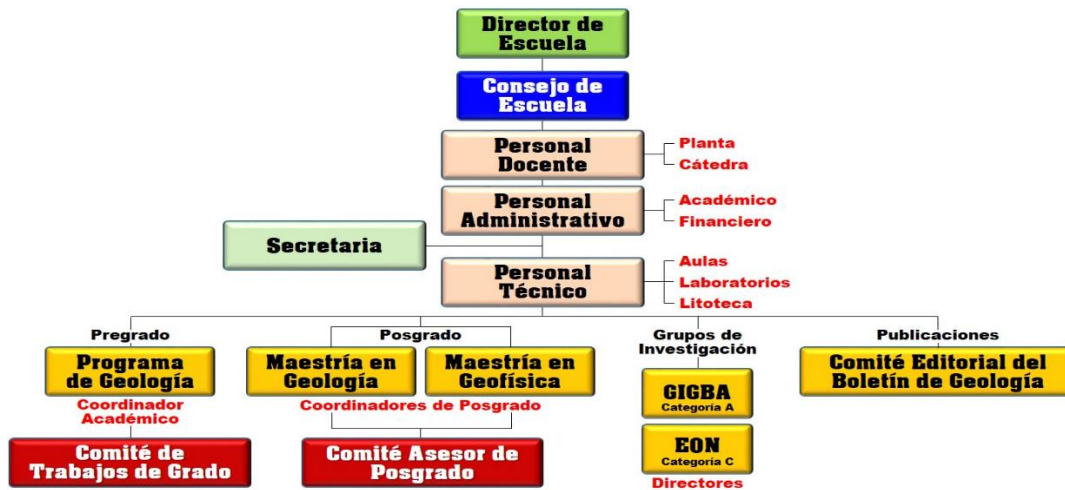 Director de
Escuela
Consejo de
Escuela
Personal
Docente
Planta
Cátedra
Personal
Administrativo
Académico
Financiero
Secretaria
Personal
Técnico
Aulas
Laboratorios
Litoteca
Pregrado
Programa
de Geología
Coordinador
Académico
Comité de
Trabajos de Grado
Posgrado
Maestría en
Geología
Maestría en
Geofísica
Coordinadores de Posgrado
Comité Asesor de
Posgrado
Grupos de
Investigación
GIGBA
Categoría A
EON
Categoría C
Directores
Publicaciones
Comité Editorial del
Boletín de Geología